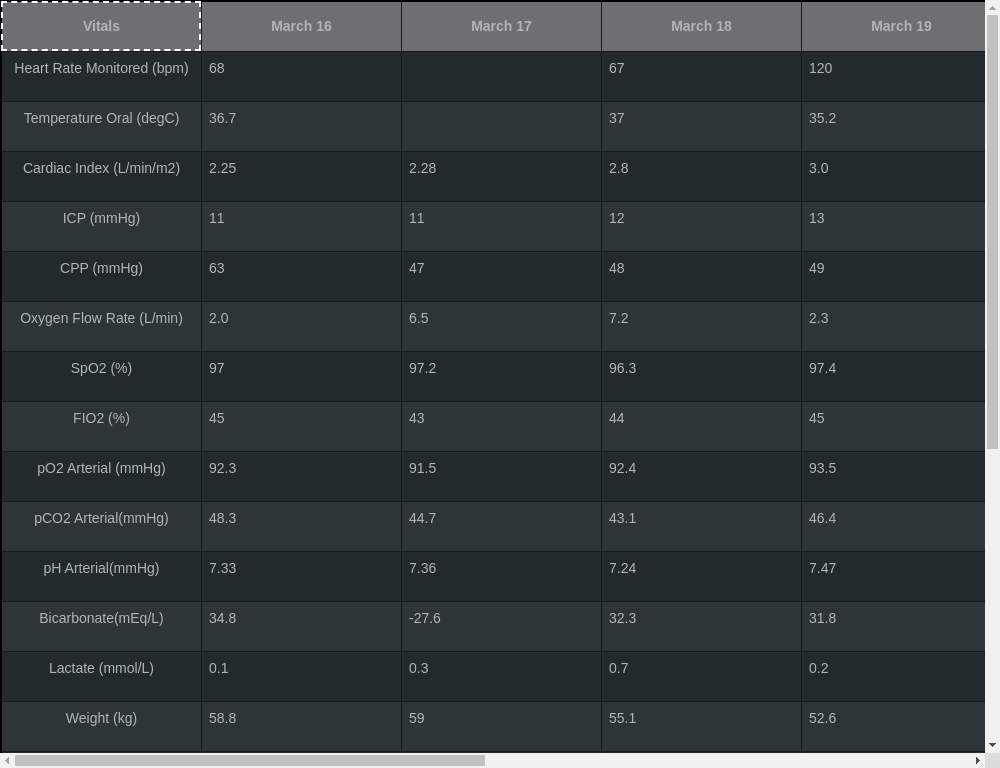 Vitals March 16 March 17 March 18 March 19
Heart Rate Monitored (bpm) 68 67 120
Temperature Oral (degC) 36.7 37 35.2
Cardiac Index (L/min/m2) 2.25 2.28 2.8 3.0
ICP (mmHg) 11 11 12 13
CPP (mmHg) 63 47 48 49
Oxygen Flow Rate (L/min) 2.0 6.5 7.2 2.3
SpO2 (%) 97 97.2 96.3 97.4
FIO2 (%) 45 43 44 45
pO2 Arterial (mmHg) 92.3 91.5 92.4 93.5
pCO2 Arterial(mmHg) 48.3 44.7 43.1 46.4
pH Arterial(mmHg) 7.33 7.36 7.24 7.47
Bicarbonate(mEq/L) 34.8 -27.6 32.3 31.8
Lactate (mmol/L) 0.1 0.3 0.7 0.2
Weight (kg) 58.8 59 55.1 52.6